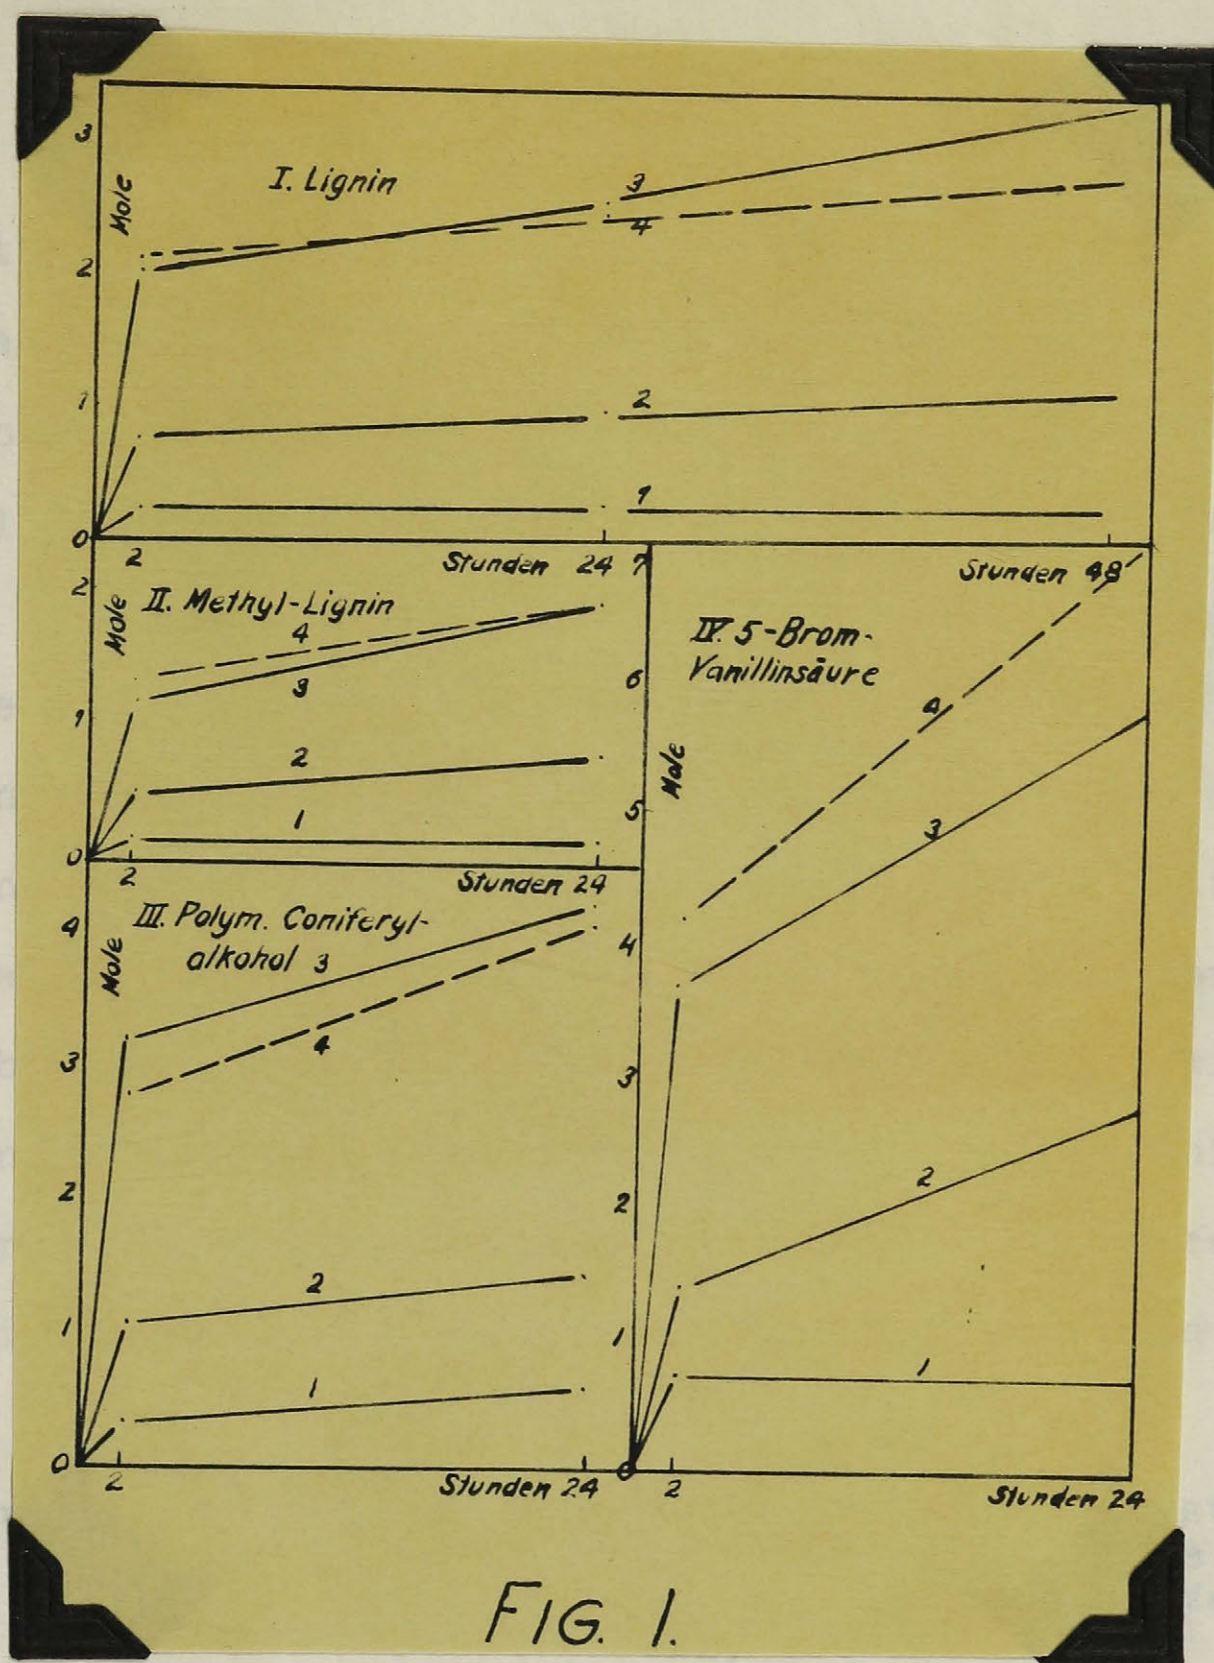 3
I. Lignin
Mole
3
4
2
2
1
1
0
2
Stunden 24
Stunden 48
2
Mole
II. Methyl-Lignin
4
3
1
2
1
0
2
Stunden 24
4
Mole
III. Polym. Coniferyl-
alkohol
3
4
3
2
2
1
1
0
2
Stunden 24
7
IV. 5-Brom-
Vanillinsäure
6
4
Mole
5
3
4
3
2
2
1
1
0
2
Stunden 24
FIG. 1.